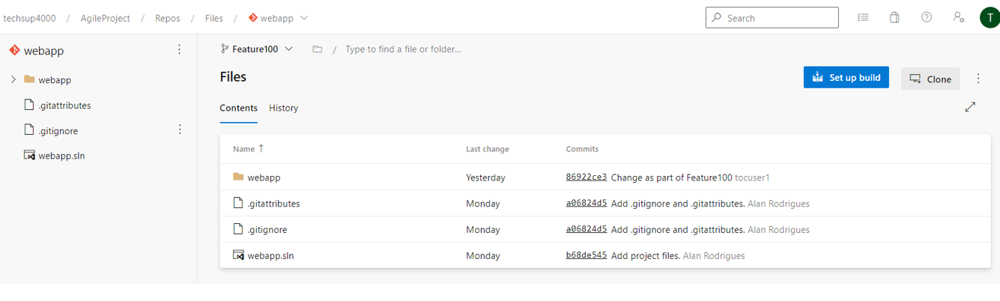 techsup4000 / AgileProject / Repos / Files / webapp Search T
webapp
webapp
.gitattributes
.gitignore
webapp.sln
Feature100 / Type to find a file or folder...
Files
Set up build
Clone
Contents History
Name Last change Commits
webapp Yesterday 86922ce3 Change as part of Feature100 tocuser1
.gitattributes Monday a06824d5 Add .gitignore and .gitattributes. Alan Rodrigues
.gitignore Monday a06824d5 Add .gitignore and .gitattributes. Alan Rodrigues
webapp.sln Monday b68de545 Add project files. Alan Rodrigues